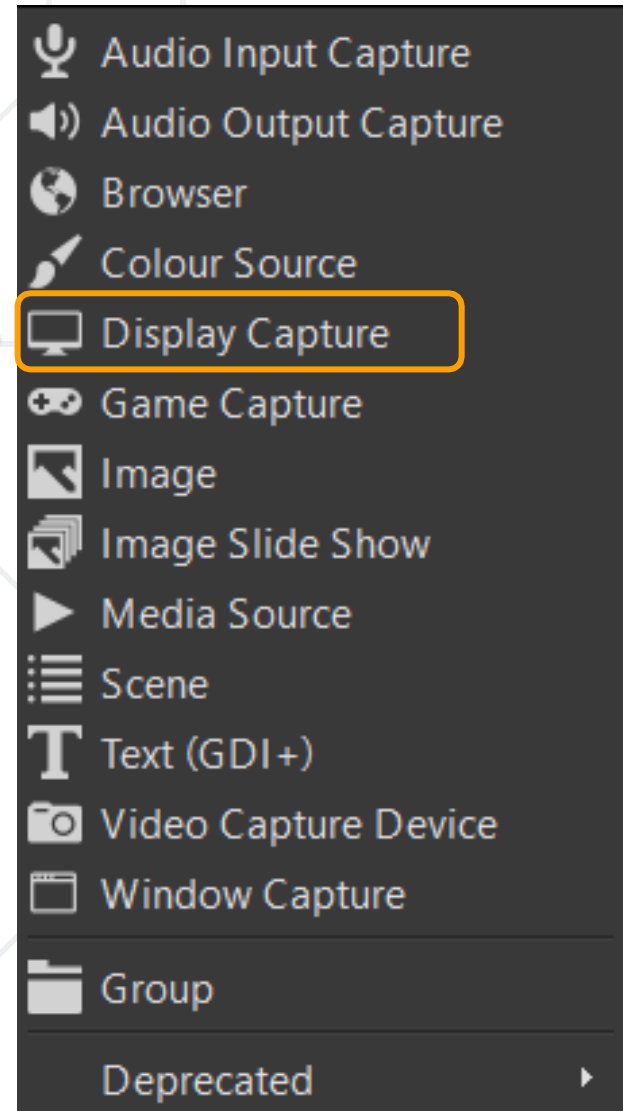 Audio Input Capture
Audio Output Capture
Browser
Colour Source
Display Capture
Game Capture
Image
Image Slide Show
Media Source
Scene
Text (GDI+)
Video Capture Device
Window Capture
Group
Deprecated